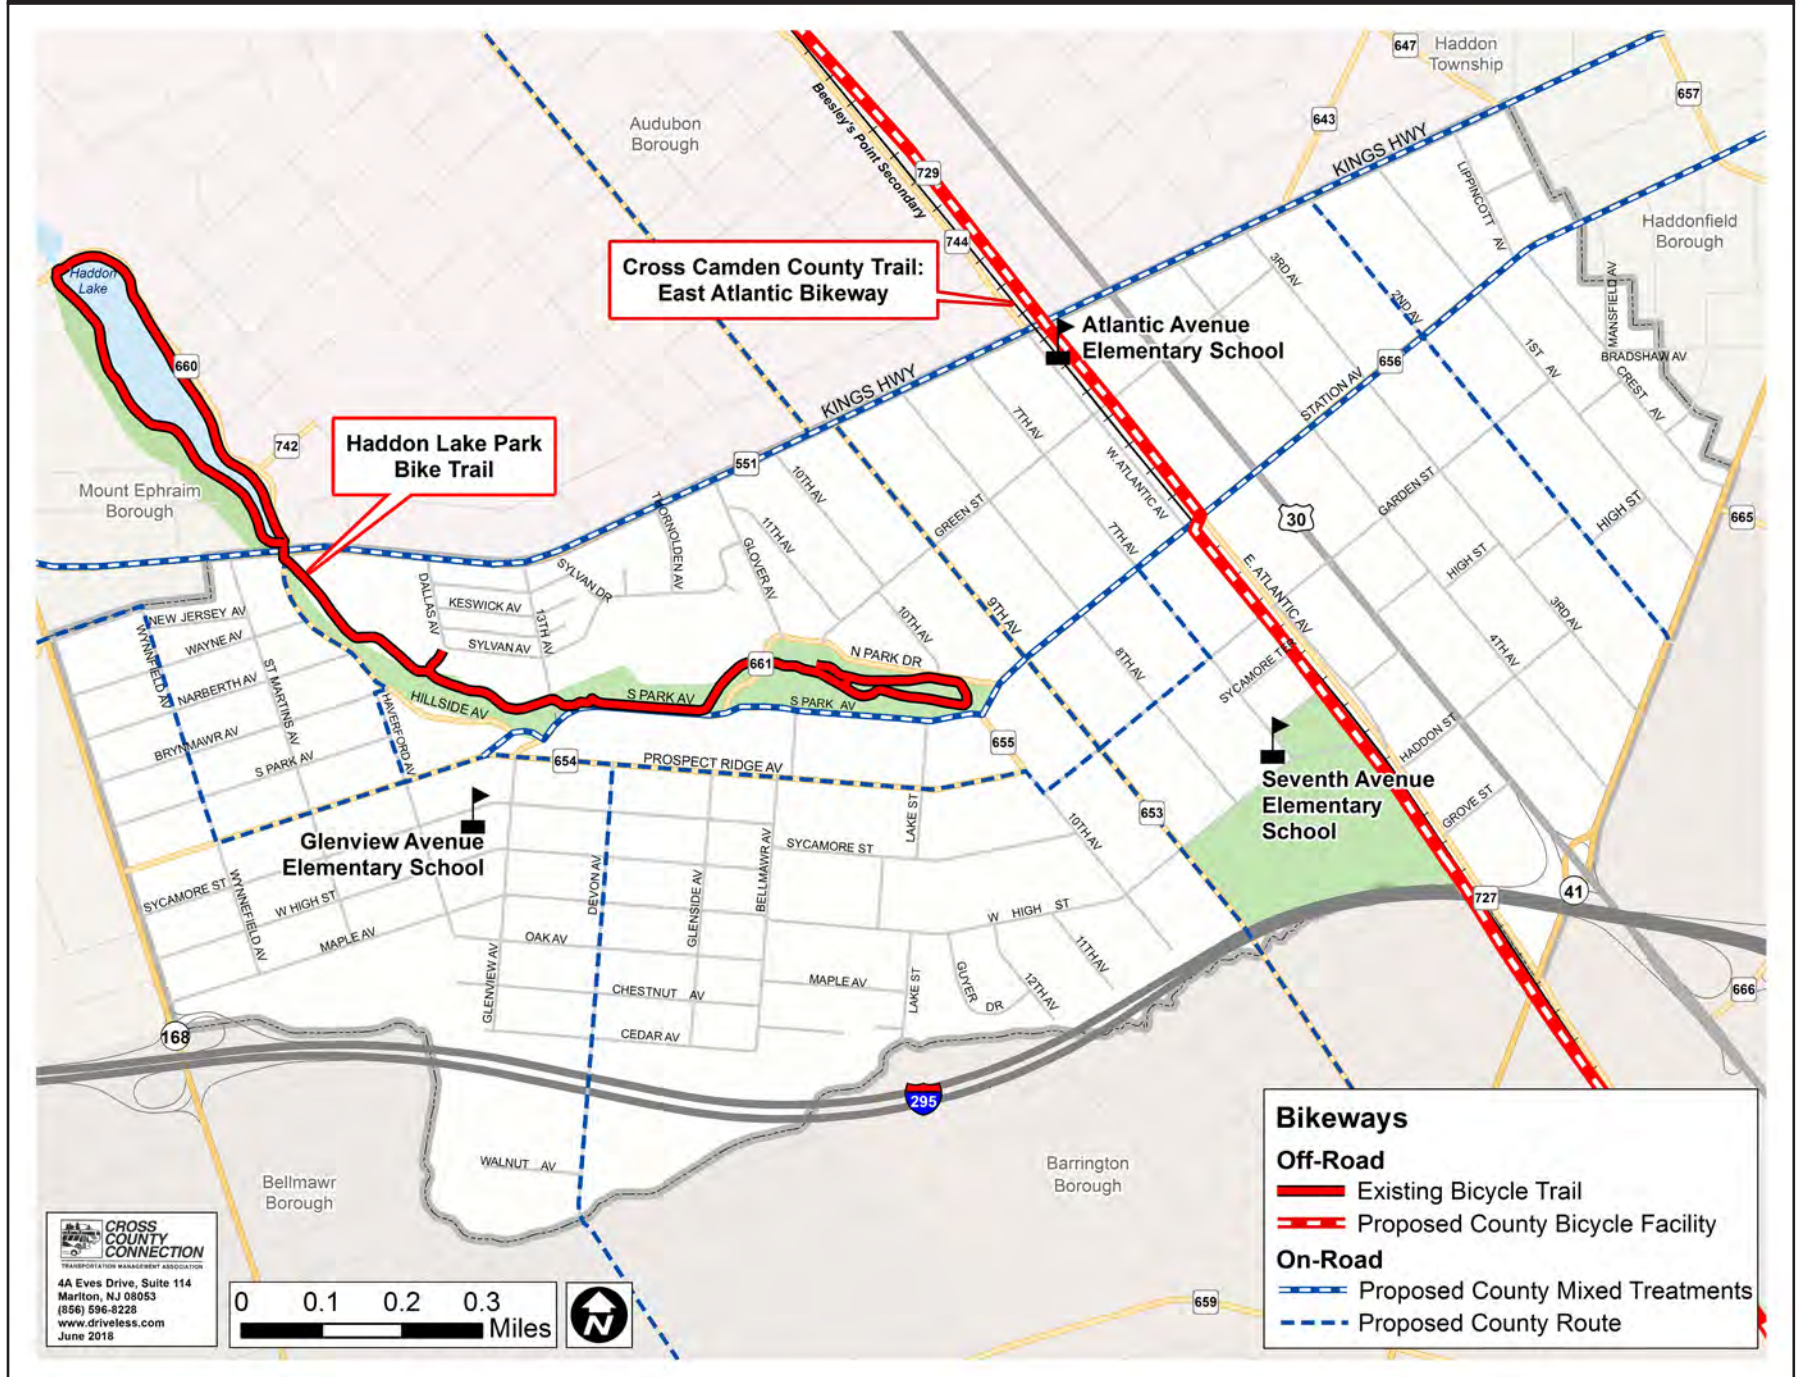 647
Haddon
Township
657
643
Audubon
Borough
KINGS HWY
Beesley's Point Secondary
729
LIPPINCOTT AV
Haddonfield
Borough
744
Cross Camden County Trail:
East Atlantic Bikeway
3RD AV
MANSFIELD AV
Haddon
Lake
2ND AV
Atlantic Avenue
Elementary School
1ST AV
BRADSHAW AV
656
660
CREST AV
KINGS HWY
STATION AV
742
Haddon Lake Park
Bike Trail
7TH AV
551
10TH AV
W. ATLANTIC AV
GARDEN ST
Mount Ephraim
Borough
THORNOLDEN AV
GREEN ST
HIGH ST
665
30
11TH AV
7TH AV
GLOVER AV
SYLVAN DR
HIGH ST
E. ATLANTIC AV
DALLAS AV
KESWICK AV
13TH AV
SYLVAN AV
NEW JERSEY AV
WYNNFIELD AV
WAYNE AV
10TH AV
9TH AV
3RD AV
4TH AV
N PARK DR
661
8TH AV
SYCAMORE TER
ST MARTINS AV
NARBERTH AV
HILLSIDE AV
HAVERFORD AV
S PARK AV
S PARK AV
BRYNMAWR AV
S PARK AV
655
HADDON ST
654
PROSPECT RIDGE AV
Seventh Avenue
Elementary
School
GROVE ST
653
LAKE ST
10TH AV
Glenview Avenue
Elementary School
SYCAMORE ST
BELLMAWR AV
DEVON AV
GLENSIDE AV
SYCAMORE ST
WYNNEFIELD AV
W HIGH ST
41
727
W HIGH ST
MAPLE AV
OAK AV
11TH AV
GLENVIEW AV
MAPLE AV
LAKE ST
GUYER DR
12TH AV
CHESTNUT AV
666
168
CEDAR AV
295
WALNUT AV
Bellmawr
Borough
Barrington
Borough
659
Bikeways
Off-Road
Existing Bicycle Trail
Proposed County Bicycle Facility
On-Road
Proposed County Mixed Treatments
Proposed County Route
CROSS
COUNTY
CONNECTION
TRANSPORTATION MANAGEMENT ASSOCIATION
4A Eves Drive, Suite 114
Marlton, NJ 08053
(856) 596-8228
www.driveless.com
June 2018
0 0.1 0.2 0.3
Miles
N